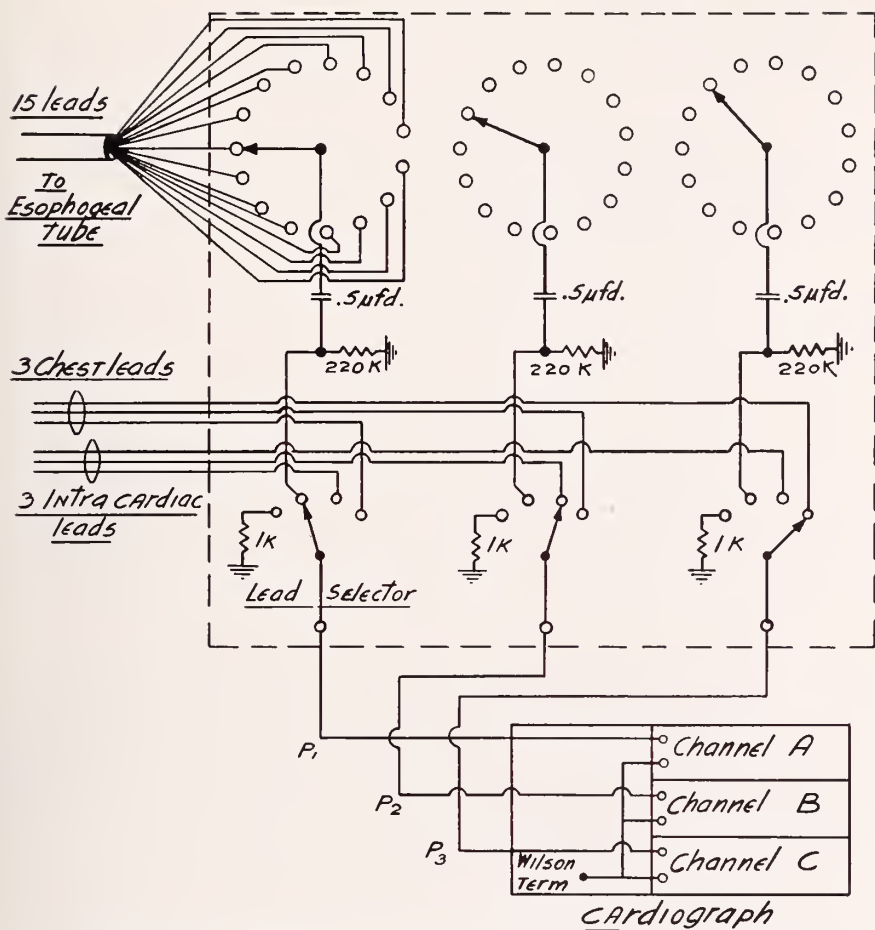 15 leads
To
Esophogeal
tube
.5µfd.
.5µfd.
.5µfd.
220K
220K
220K
3 Chest leads
3 Intra cardiac
leads
1K
1K
1K
Lead Selector
P1
P2
P3
Channel A
Channel B
Channel C
Wilson
Term
Cardiograph